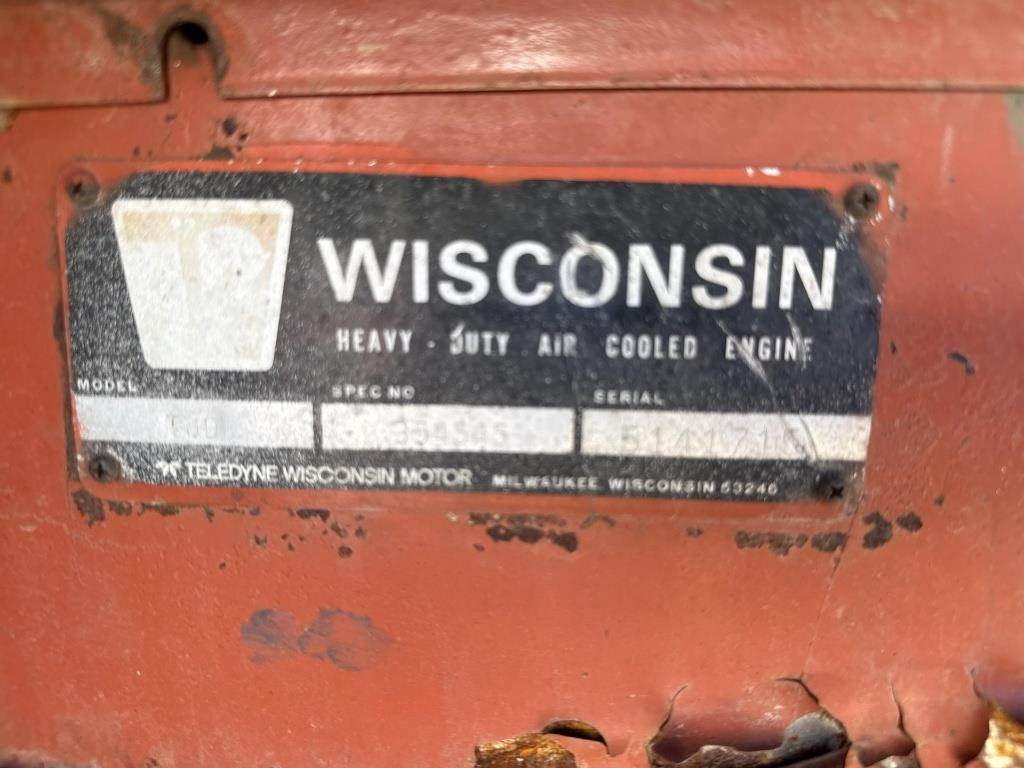 WISCONSIN
HEAVY - DUTY AIR COOLED ENGINE
MODEL SPEC NO SERIAL
TELEDYNE WISCONSIN MOTOR MILWAUKEE, WISCONSIN 53246